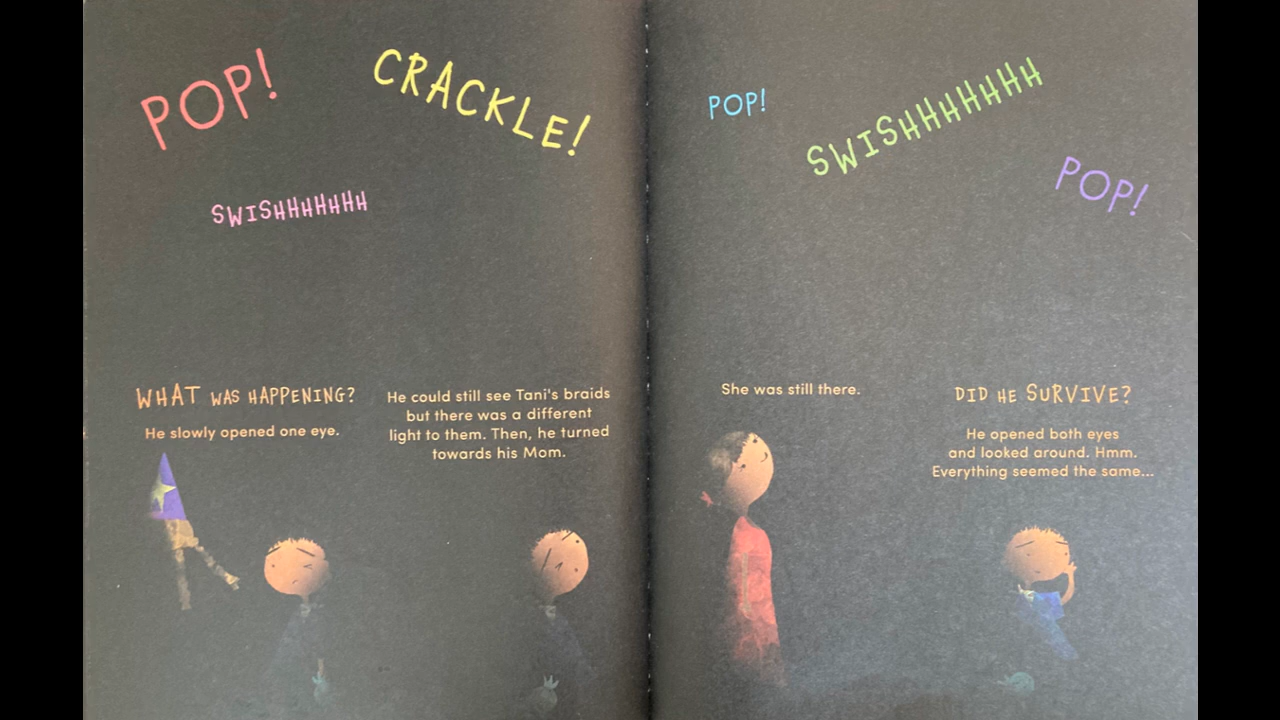 POP!
CRACKLE!
SWISHHHHHHH
WHAT WAS HAPPENING?
He slowly opened one eye.
He could still see Tani's braids
but there was a different
light to them. Then, he turned
towards his Mom.
POP!
SWISHHHHHHHH
POP!
She was still there.
DID HE SURVIVE?
He opened both eyes
and looked around. Hmm.
Everything seemed the same...